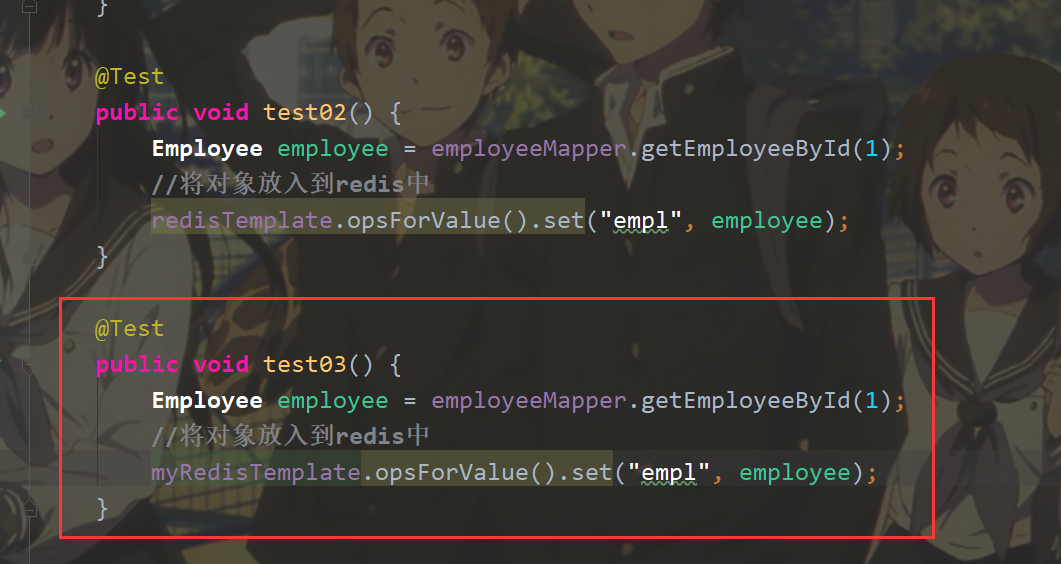 }
@Test
public void test02() {
Employee employee = employeeMapper.getEmployeeById(1);
//将对象放入到redis中
redisTemplate.opsForValue().set("empl", employee);
}
@Test
public void test03() {
Employee employee = employeeMapper.getEmployeeById(1);
//将对象放入到redis中
myRedisTemplate.opsForValue().set("empl", employee);
}